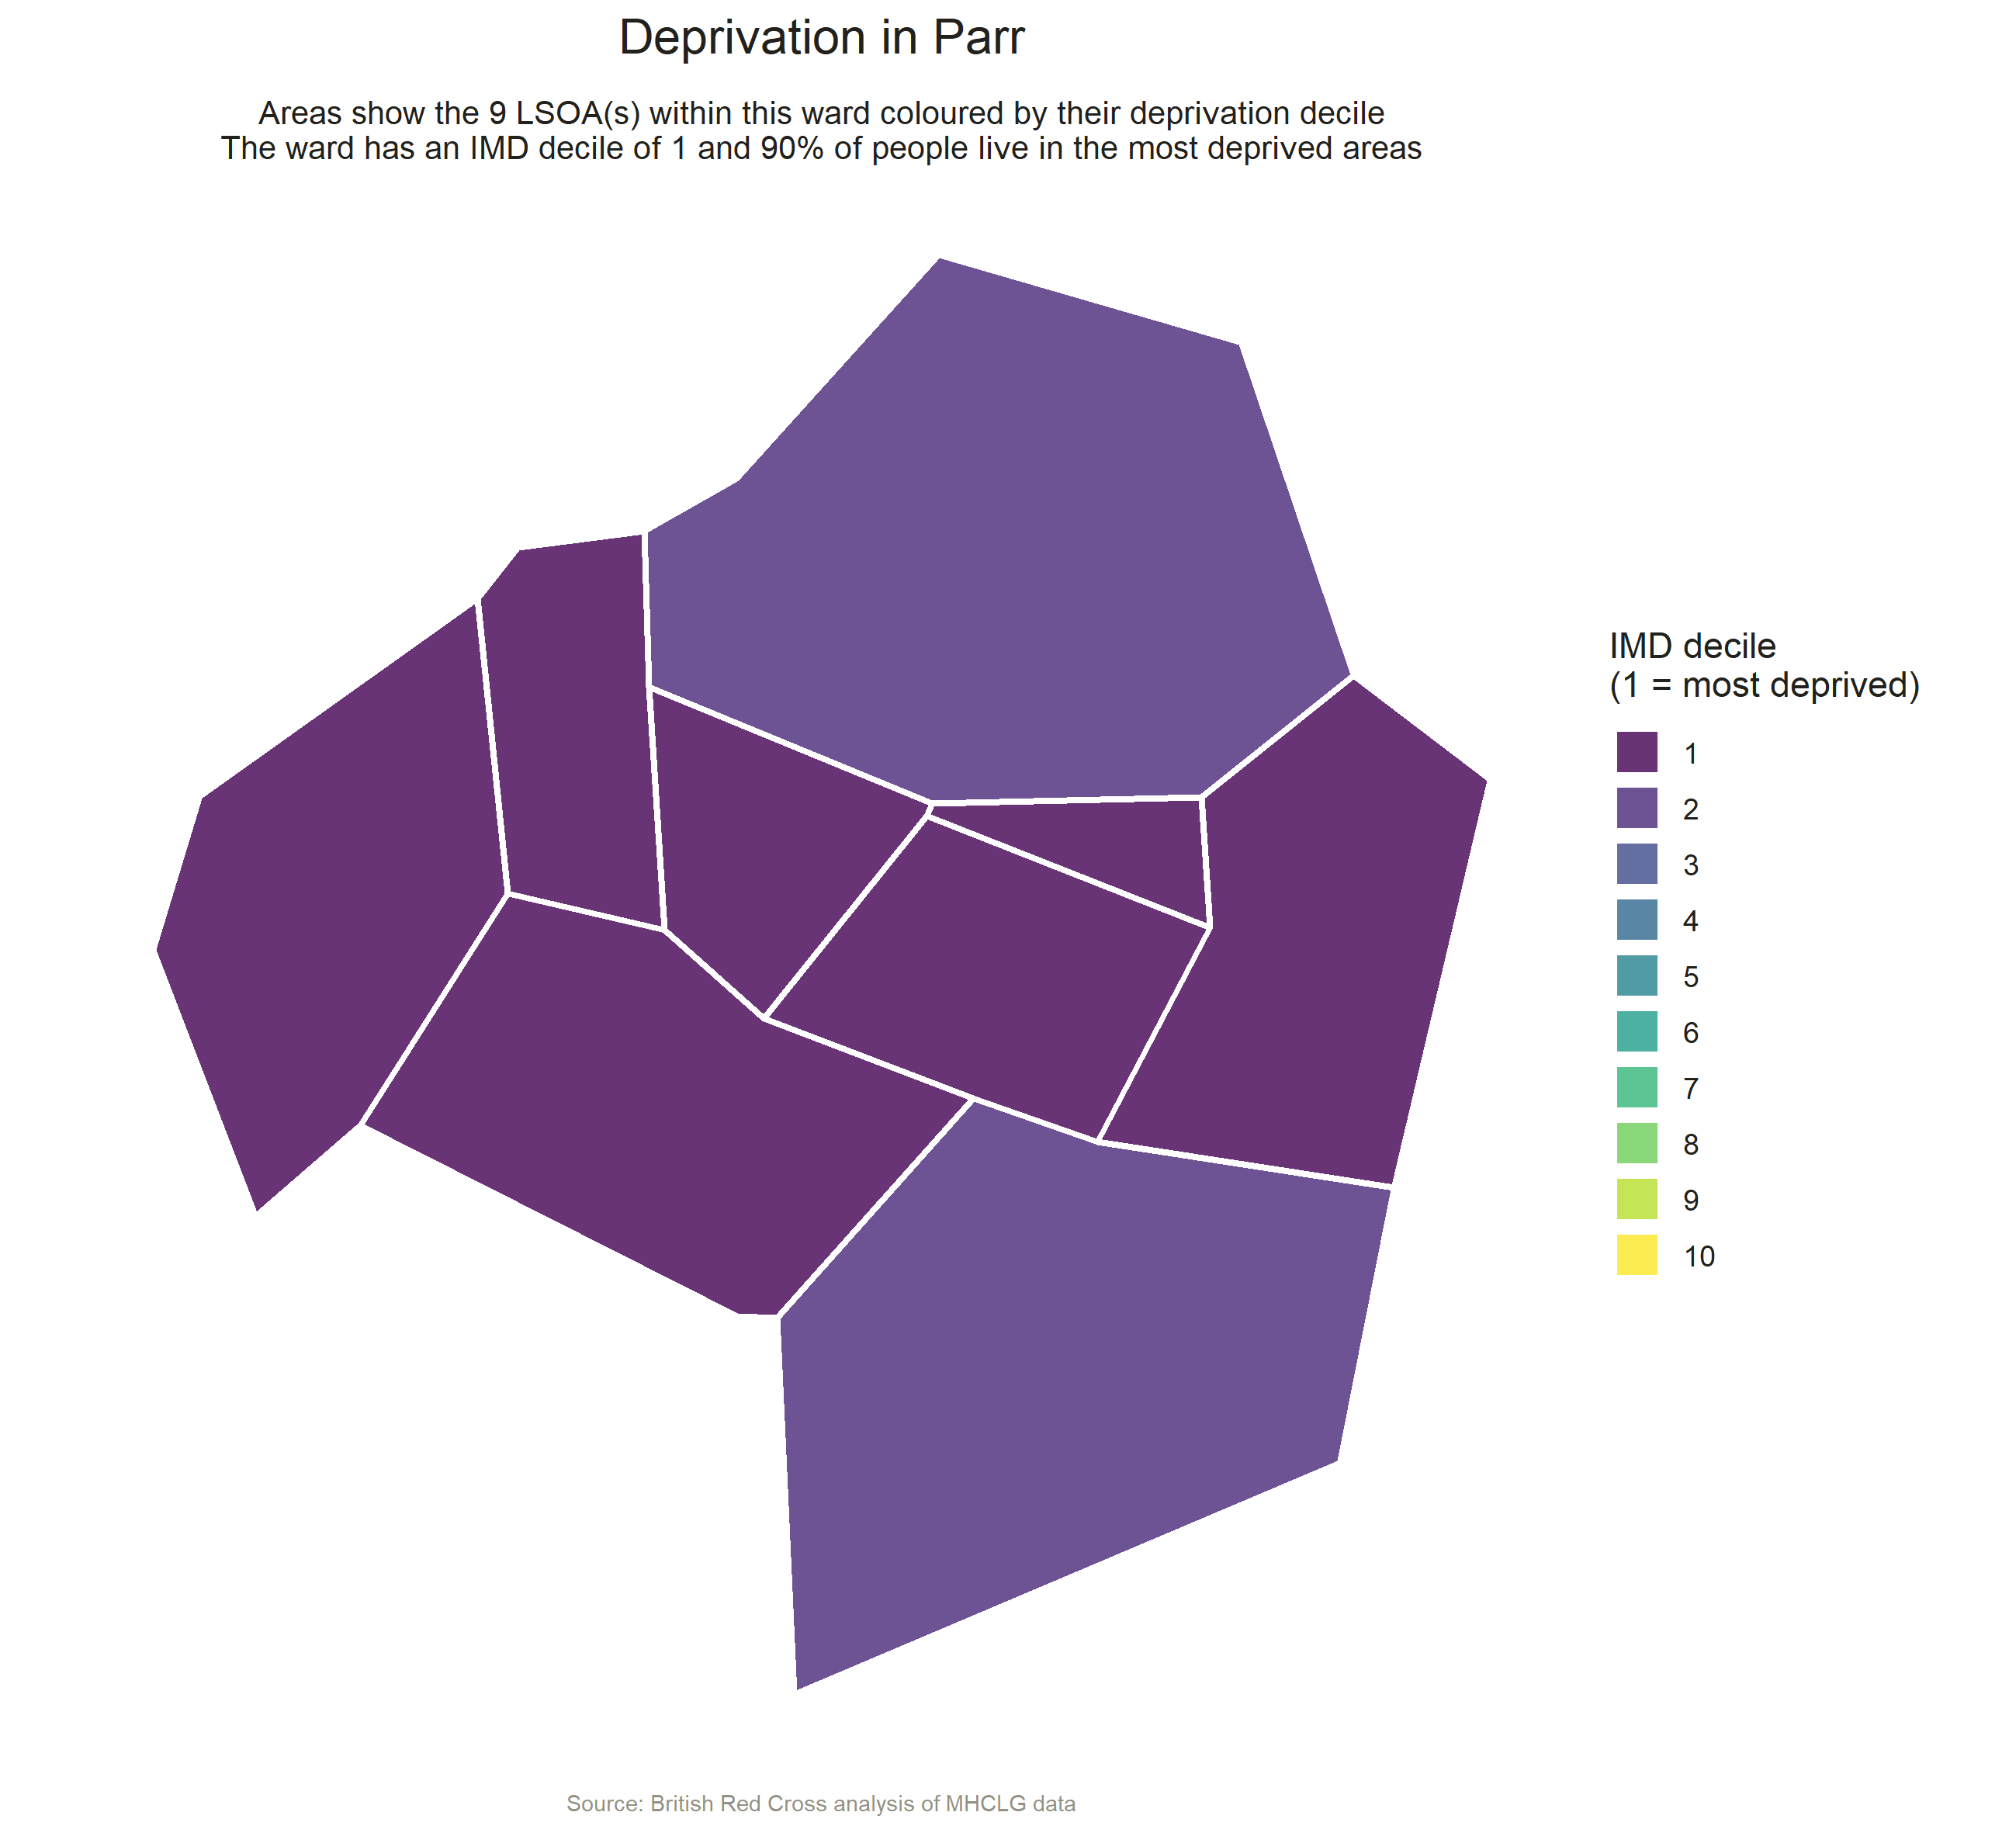 Deprivation in Parr
Areas show the 9 LSOA(s) within this ward coloured by their deprivation decile
The ward has an IMD decile of 1 and 90% of people live in the most deprived areas
IMD decile
(1 = most deprived)
1
2
3
4
5
6
7
8
9
10
Source: British Red Cross analysis of MHCLG data